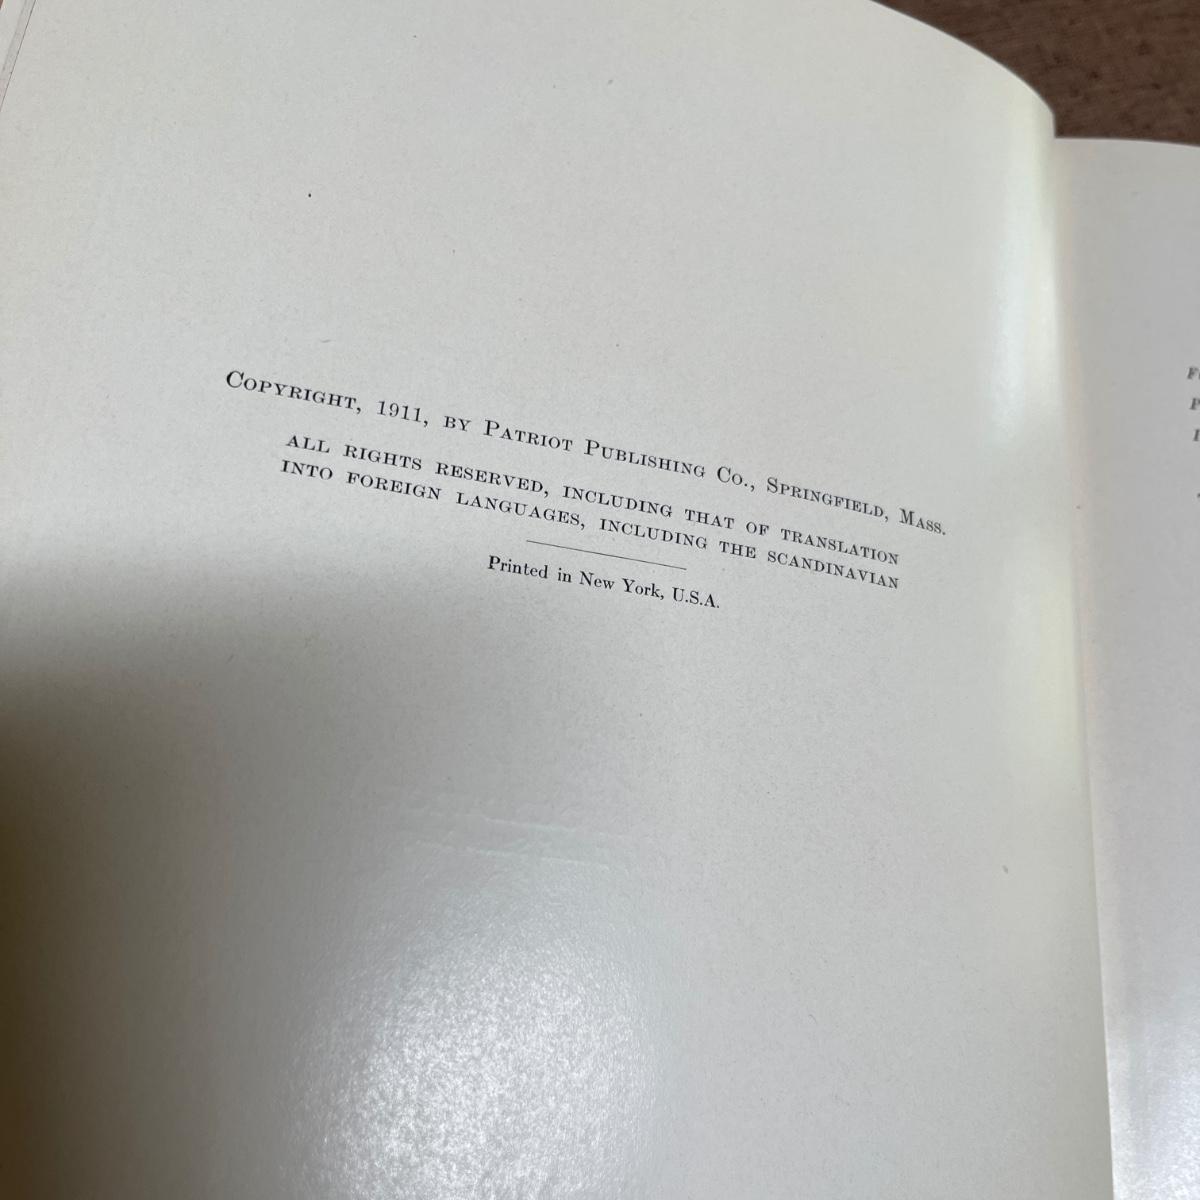 Copyright, 1911, by Patriot Publishing Co., Springfield, Mass.
ALL RIGHTS RESERVED, INCLUDING THAT OF TRANSLATION
INTO FOREIGN LANGUAGES, INCLUDING THE SCANDINAVIAN
Printed in New York, U.S.A.